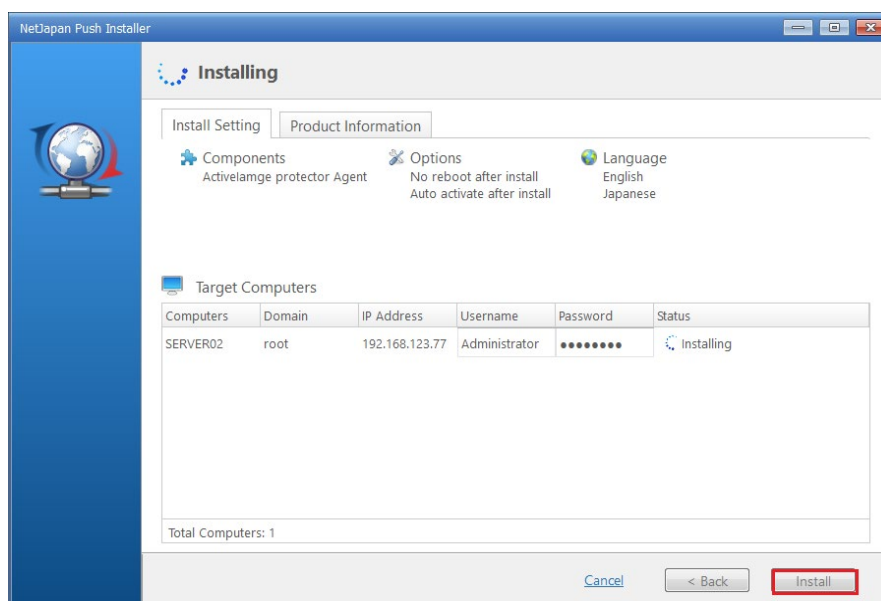 NetJapan Push Installer
Installing
Install Setting Product Information
Components Options Language
Activelamge protector Agent No reboot after install English
Auto activate after install Japanese
Target Computers
Computers Domain IP Address Username Password Status
SERVER02 root 192.168.123.77 Administrator ●●●●●●●● Installing
Total Computers: 1
Cancel < Back Install